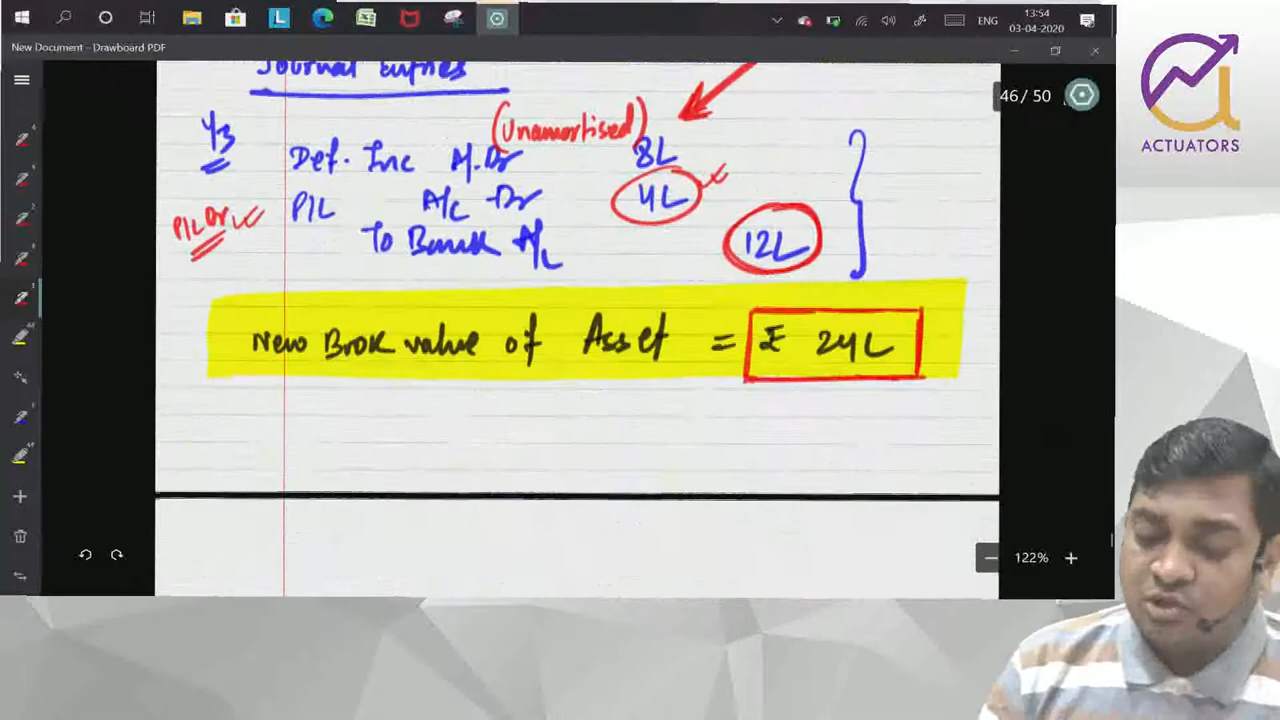 13:54
ENG
03-04-2020
New Document - Drawboard PDF
Journal Entries
46 / 50
ACTUATORS
(Unamortised)
Y3
Def. Inc A/. Dr 8L
P/L A/c Dr 4L
P/L Dr
To Bank A/c 12L
New Book value of Asset = ₹ 24L
122%